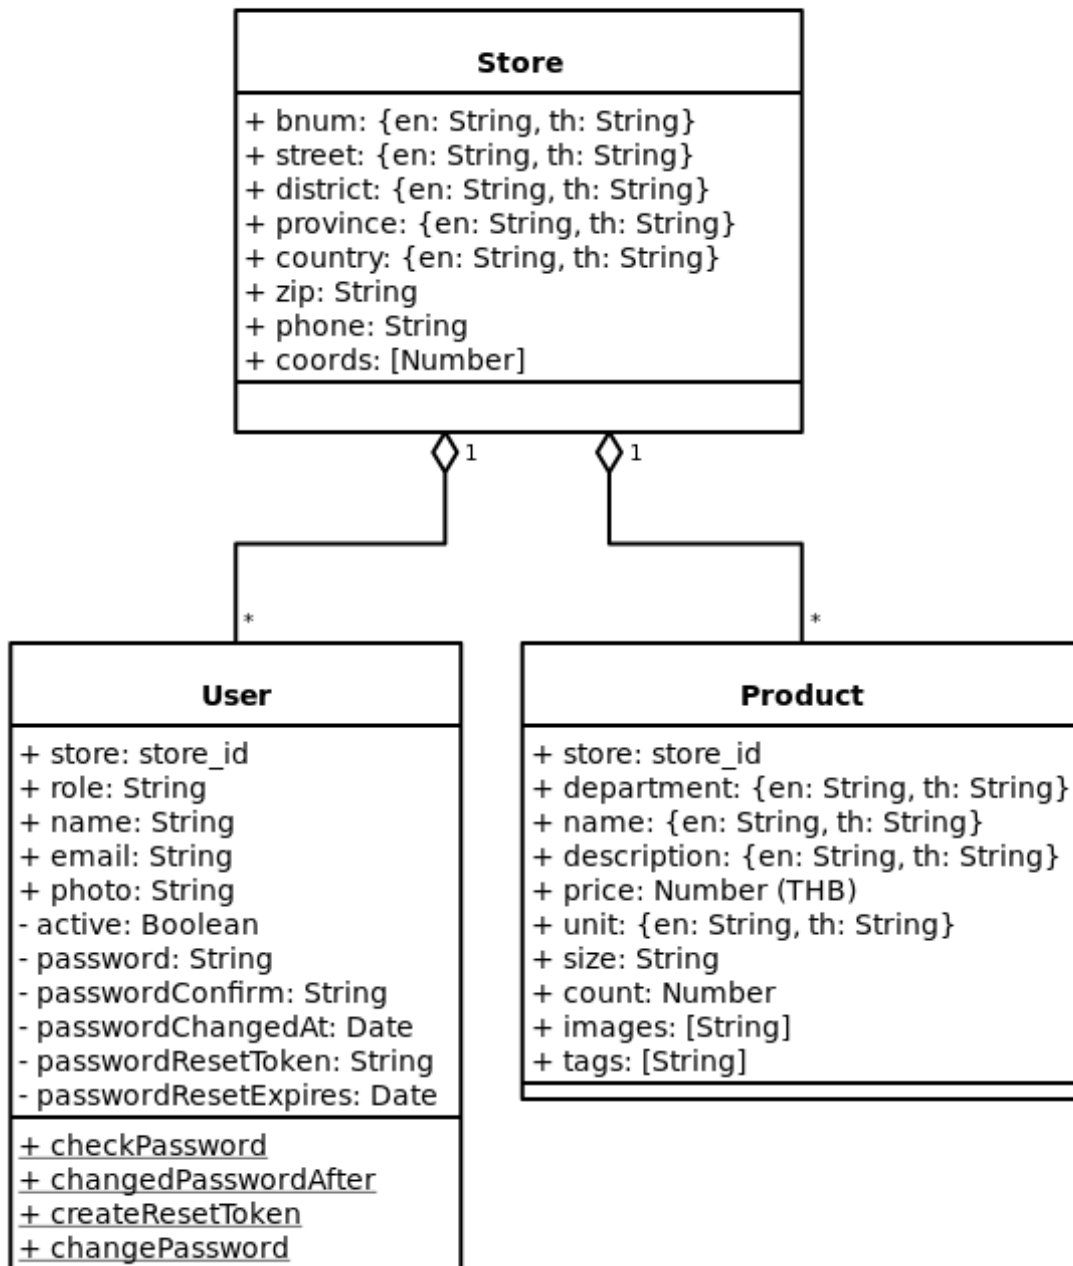 Store
+ bnum: {en: String, th: String}
+ street: {en: String, th: String}
+ district: {en: String, th: String}
+ province: {en: String, th: String}
+ country: {en: String, th: String}
+ zip: String
+ phone: String
+ coords: [Number]
1
1
*
*
User
+ store: store_id
+ role: String
+ name: String
+ email: String
+ photo: String
- active: Boolean
- password: String
- passwordConfirm: String
- passwordChangedAt: Date
- passwordResetToken: String
- passwordResetExpires: Date
+ checkPassword
+ changedPasswordAfter
+ createResetToken
+ changePassword
Product
+ store: store_id
+ department: {en: String, th: String}
+ name: {en: String, th: String}
+ description: {en: String, th: String}
+ price: Number (THB)
+ unit: {en: String, th: String}
+ size: String
+ count: Number
+ images: [String]
+ tags: [String]